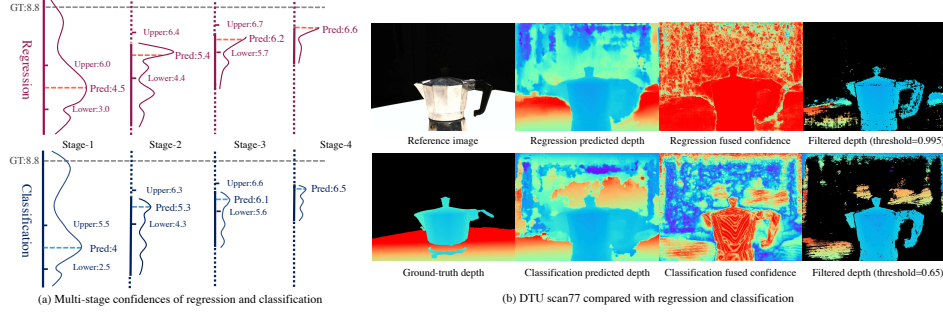 GT:8.8
Regression
Upper:6.0
Pred:4.5
Lower:3.0
Upper:6.4
Pred:5.4
Lower:4.4
Upper:6.7
Pred:6.2
Lower:5.7
Pred:6.6
Stage-1
Stage-2
Stage-3
Stage-4
GT:8.8
Classification
Upper:5.5
Pred:4
Lower:2.5
Upper:6.3
Pred:5.3
Lower:4.3
Upper:6.6
Pred:6.1
Lower:5.6
Pred:6.5
(a) Multi-stage confidences of regression and classification
Reference image
Regression predicted depth
Regression fused confidence
Filtered depth (threshold=0.995)
Ground-truth depth
Classification predicted depth
Classification fused confidence
Filtered depth (threshold=0.65)
(b) DTU scan77 compared with regression and classification